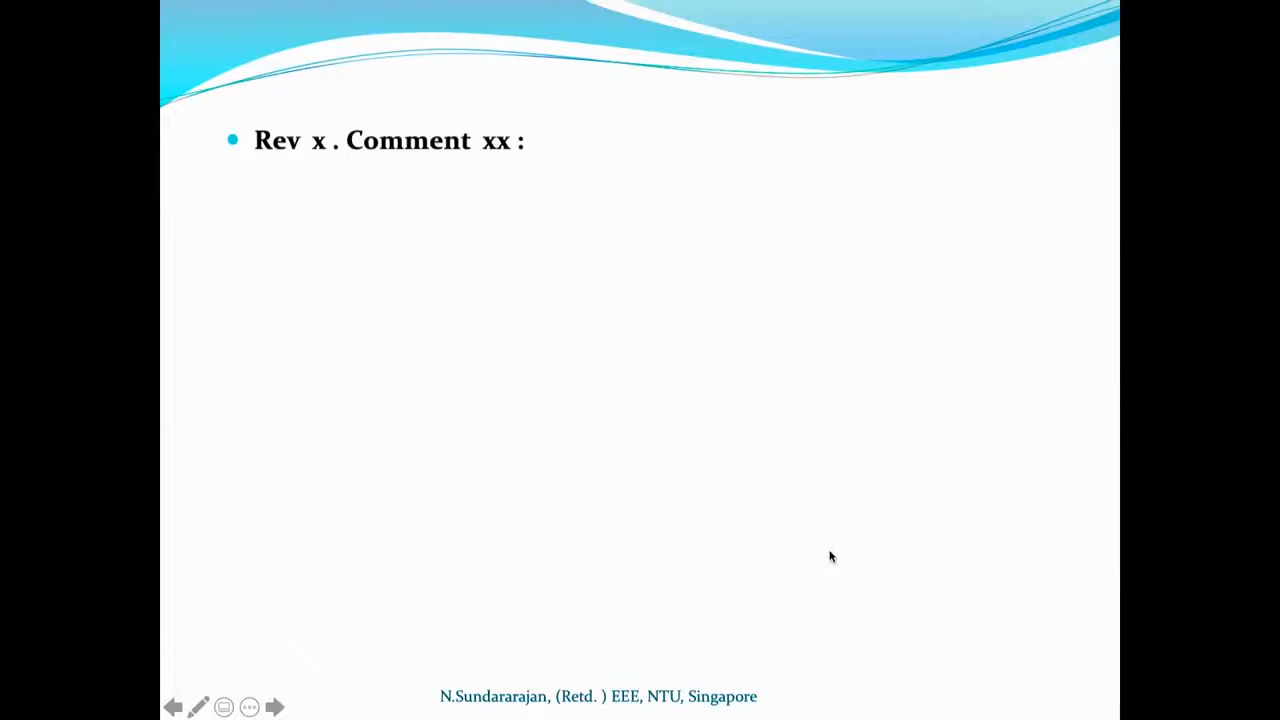 Rev x . Comment xx :
N.Sundararajan, (Retd. ) EEE, NTU, Singapore